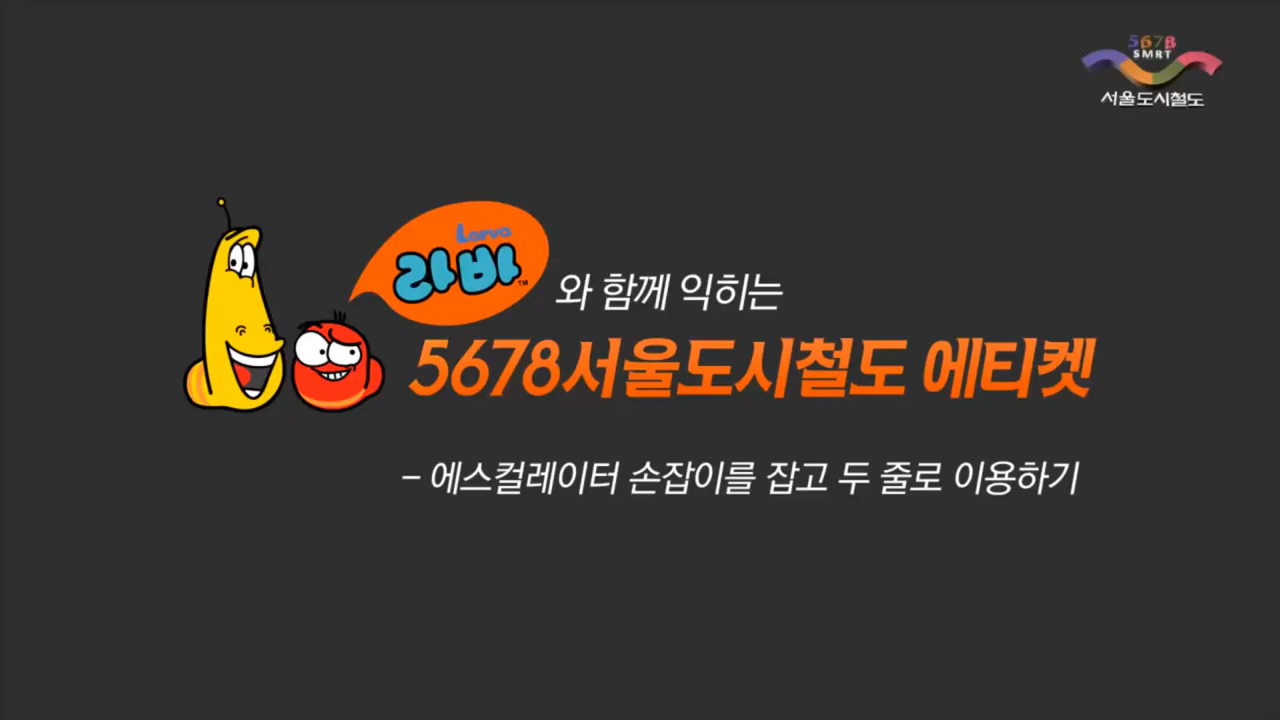 5678
SMRT
서울도시철도
Larva
라바™
와 함께 익히는
5678서울도시철도 에티켓
– 에스컬레이터 손잡이를 잡고 두 줄로 이용하기